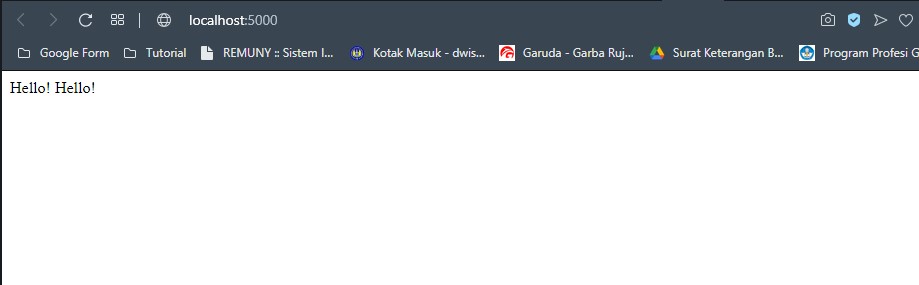 localhost:5000
Google Form Tutorial REMUNY :: Sistem I... Kotak Masuk - dwis... Garuda - Garba Ruj... Surat Keterangan B... Program Profesi G
Hello! Hello!